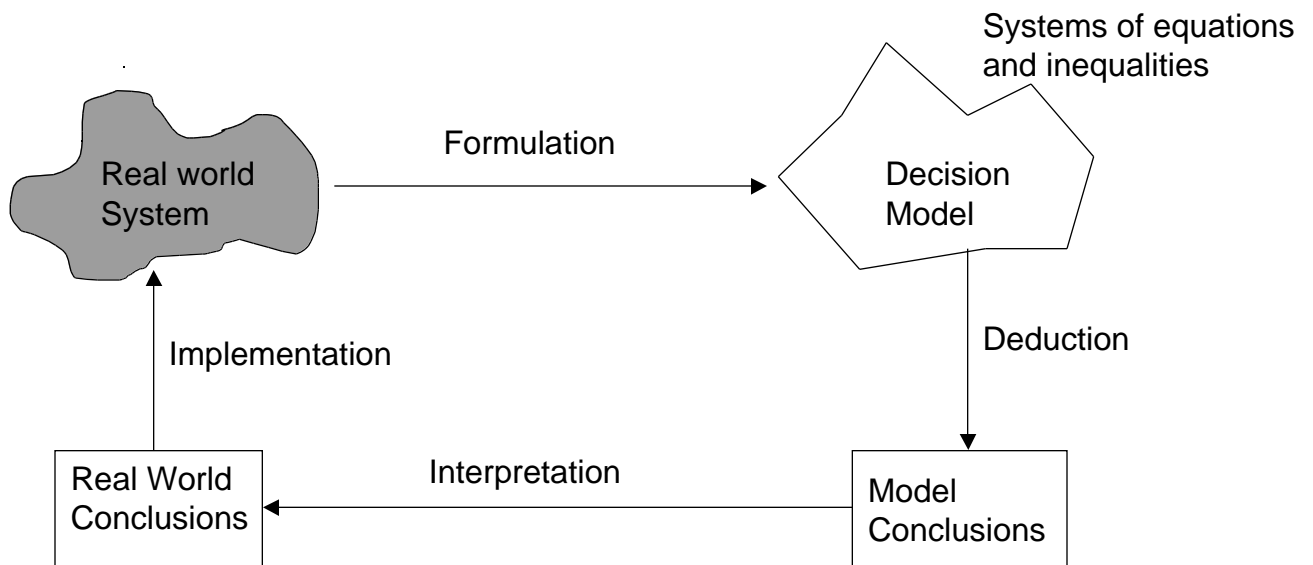 Systems of equations
and inequalities
Formulation
Real world
System
Decision
Model
Deduction
Implementation
Interpretation
Real World
Conclusions
Model
Conclusions